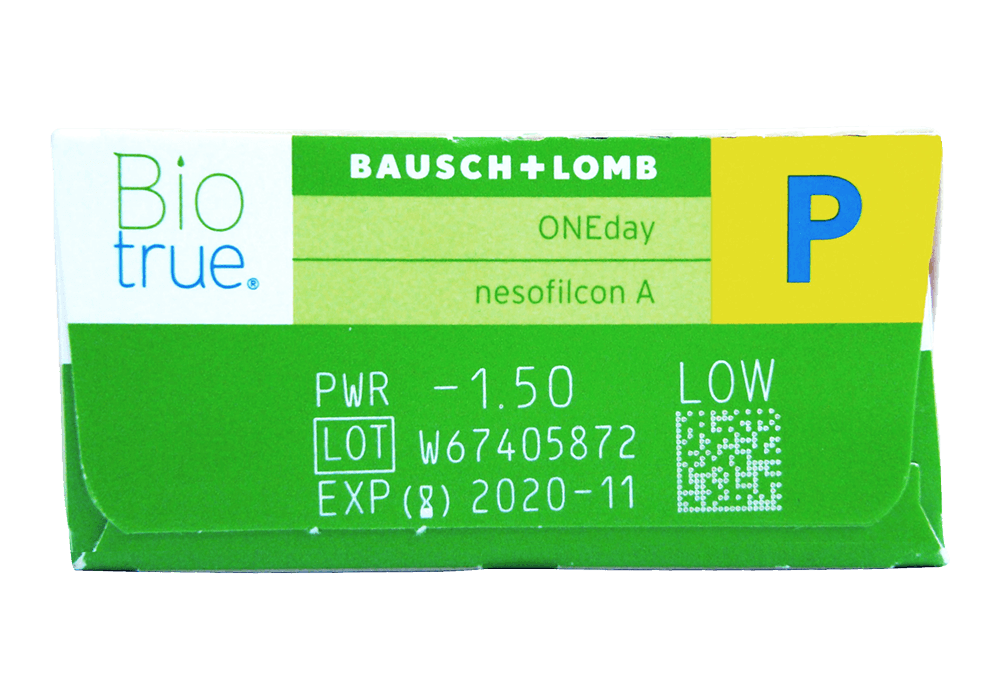 Bio
true®
BAUSCH+LOMB
ONEday
nesofilcon A
P
PWR -1.50
LOW
LOT W67405872
EXP (⌛) 2020-11